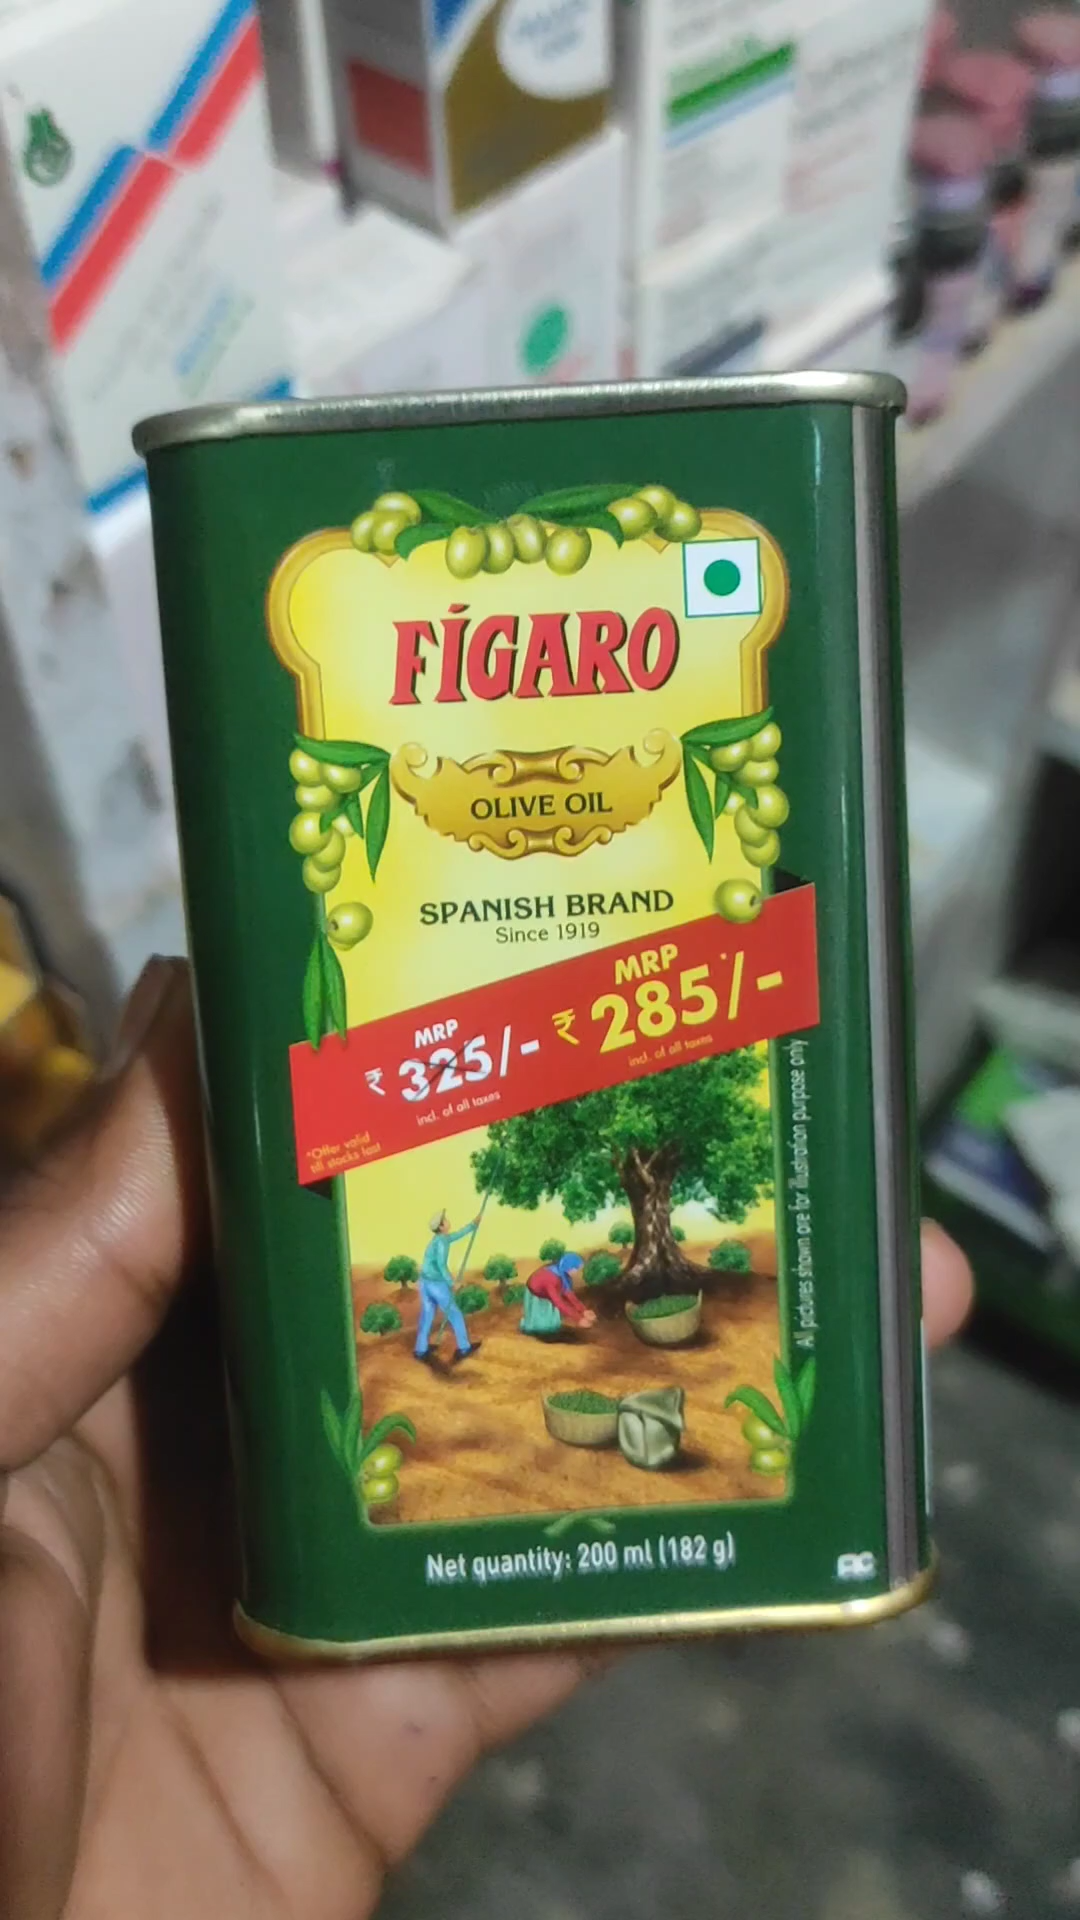 FÍGARO
OLIVE OIL
SPANISH BRAND
Since 1919
MRP
₹ 325/-
incl. of all taxes
MRP
₹ 285*/-
incl. of all taxes
*Offer valid
till stocks last
All pictures shown are for illustration purpose only
Net quantity: 200 ml (182 g)